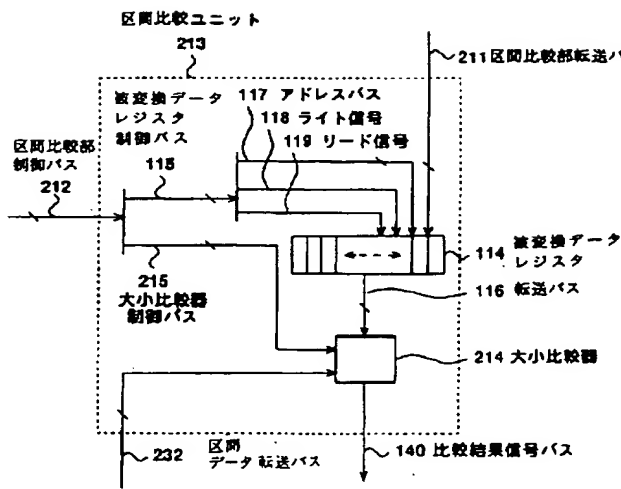 区間比較ユニット
213
211 区間比較部転送バ
被変換データ
レジスタ
制御バス
117 アドレスバス
118 ライト信号
119 リード信号
区間比較部
制御バス
212
115
215
大小比較器
制御バス
114 被変換データ
レジスタ
116 転送バス
214 大小比較器
232
区間
データ転送バス
140 比較結果信号バス